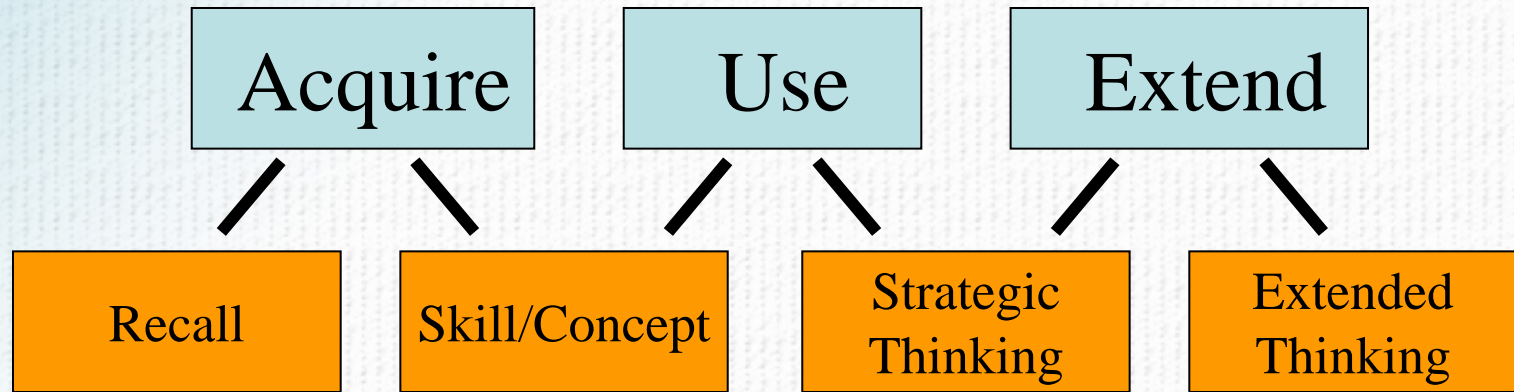 Acquire
Use
Extend
Recall
Skill/Concept
Strategic
Thinking
Extended
Thinking